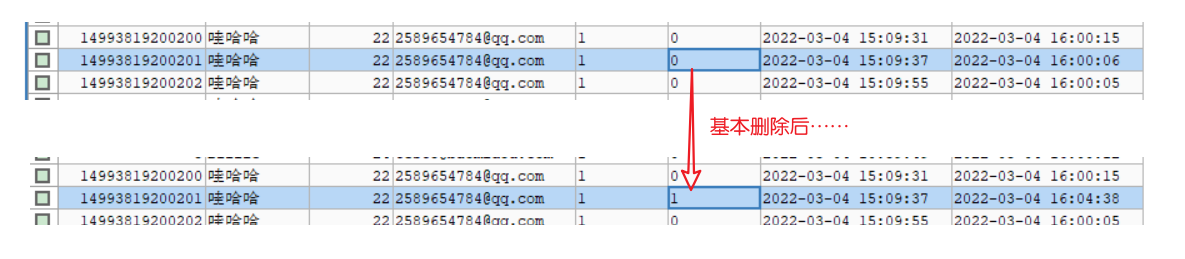 14993819200200 哇哈哈 22 2589654784@qq.com 1 0 2022-03-04 15:09:31 2022-03-04 16:00:15
14993819200201 哇哈哈 22 2589654784@qq.com 1 0 2022-03-04 15:09:37 2022-03-04 16:00:06
14993819200202 哇哈哈 22 2589654784@qq.com 1 0 2022-03-04 15:09:55 2022-03-04 16:00:05
基本删除后……
14993819200200 哇哈哈 22 2589654784@qq.com 1 0 2022-03-04 15:09:31 2022-03-04 16:00:15
14993819200201 哇哈哈 22 2589654784@qq.com 1 1 2022-03-04 15:09:37 2022-03-04 16:04:38
14993819200202 哇哈哈 22 2589654784@qq.com 1 0 2022-03-04 15:09:55 2022-03-04 16:00:05